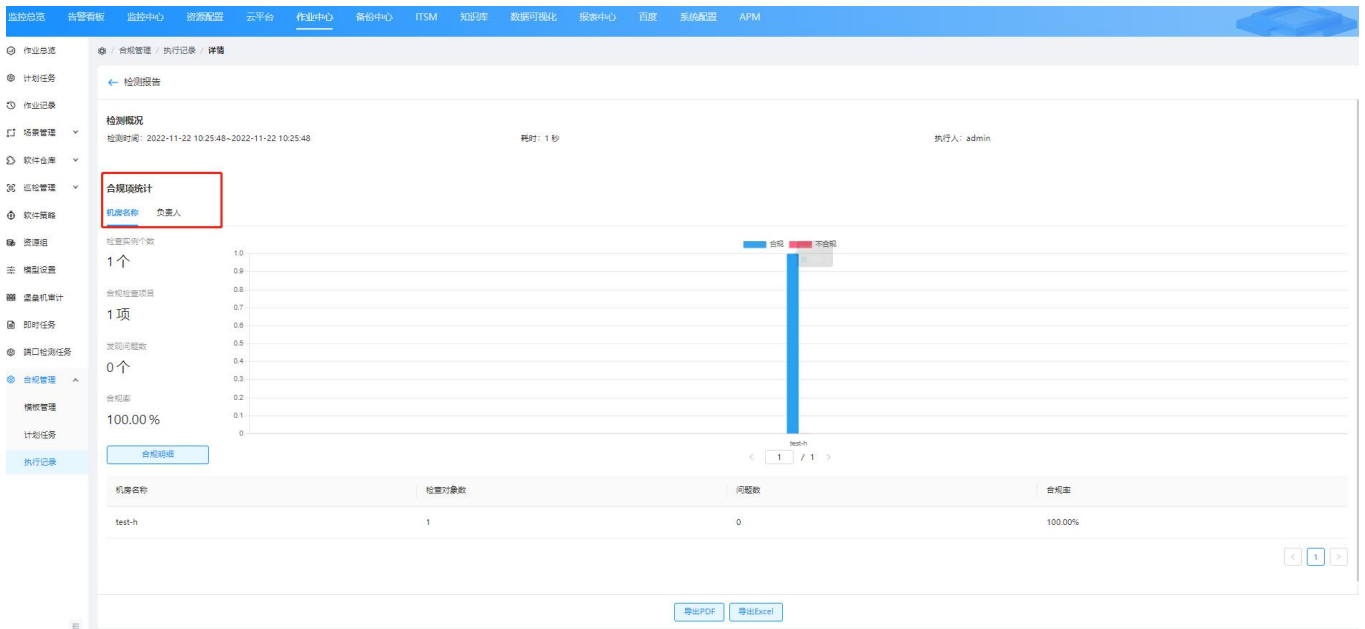 监控总览 告警看板 监控中心 资源配置 云平台 作业中心 备份中心 ITSM 知识库 数据可视化 报表中心 百度 系统配置 APM
作业总览
计划任务
作业记录
场景管理
软件仓库
巡检管理
软件策略
资源组
模型设置
堡垒机审计
即时任务
端口检测任务
合规管理
模板管理
计划任务
执行记录
/ 合规管理 / 执行记录 / 详情
← 检测报告
检测概况
检测时间：2022-11-22 10:25:48~2022-11-22 10:25:48 耗时：1 秒 执行人：admin
合规项统计
机房名称 负责人
检查实例个数
1个
合规检查项目
1项
发现问题数
0个
合规率
100.00%
合规明细
合规 不合规
1.0
0.9
0.8
0.7
0.6
0.5
0.4
0.3
0.2
0.1
0
test-h
< 1 / 1 >
机房名称 检查对象数 问题数 合规率
test-h 1 0 100.00%
< 1 >
导出PDF 导出Excel